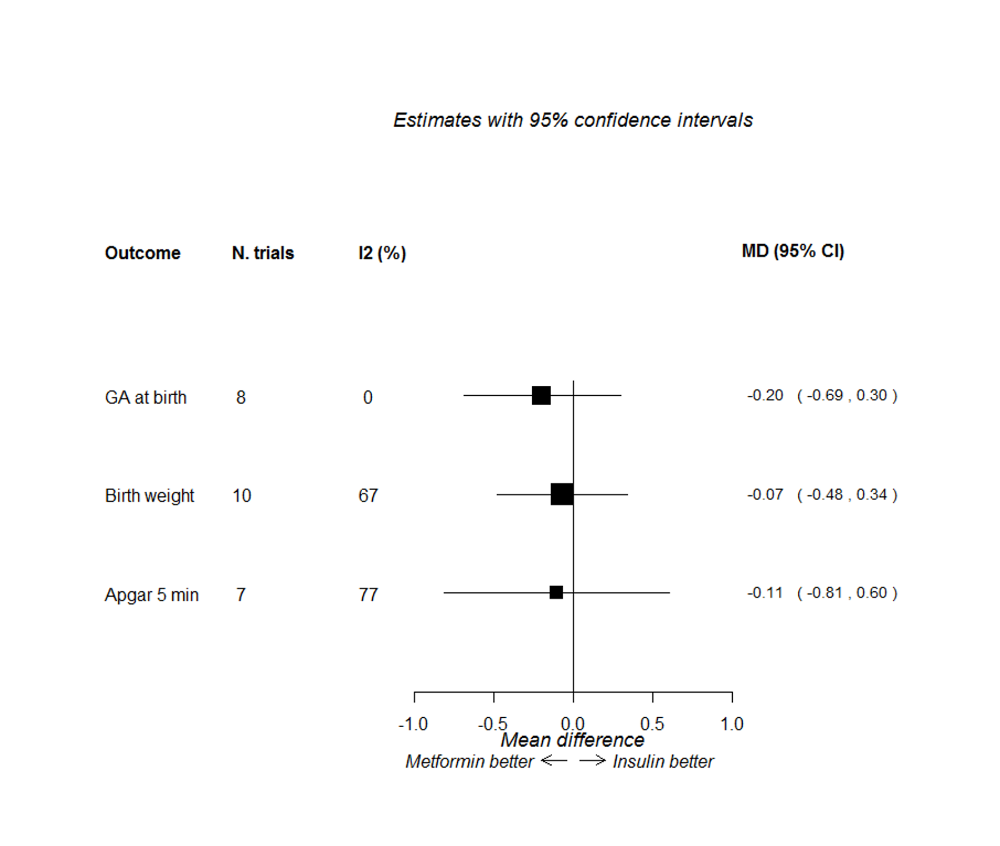 Estimates with 95% confidence intervals
Outcome N. trials I2 (%) MD (95% CI)
GA at birth 8 0 -0.20 ( -0.69 , 0.30 )
Birth weight 10 67 -0.07 ( -0.48 , 0.34 )
Apgar 5 min 7 77 -0.11 ( -0.81 , 0.60 )
-1.0 -0.5 0.0 0.5 1.0
Mean difference
Metformin better Insulin better